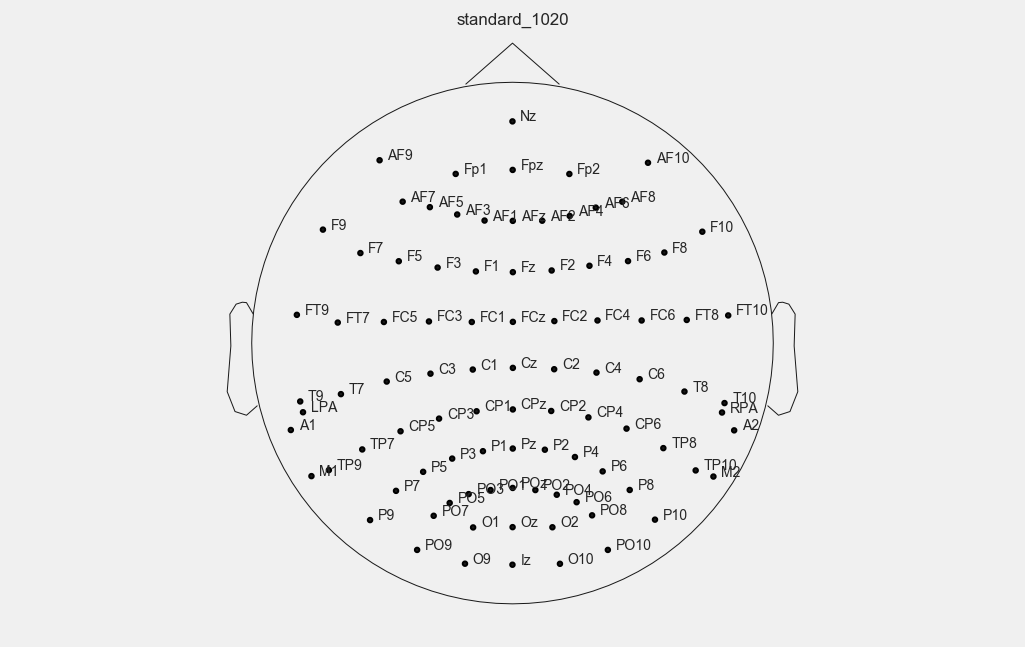 standard_1020
Nz
AF9
AF10
Fp1
Fpz
Fp2
AF7
AF5
AF3
AF1
AFz
AF2
AF4
AF6
AF8
F9
F10
F7
F5
F3
F1
Fz
F2
F4
F6
F8
FT9
FT7
FC5
FC3
FC1
FCz
FC2
FC4
FC6
FT8
FT10
T9
T7
C5
C3
C1
Cz
C2
C4
C6
T8
T10
LPA
RPA
A1
A2
TP7
CP5
CP3
CP1
CPz
CP2
CP4
CP6
TP8
M1
TP9
TP10
M2
P7
P5
P3
P1
Pz
P2
P4
P6
P8
P9
P10
PO7
PO5
PO3
PO1
POz
PO2
PO4
PO6
PO8
O1
Oz
O2
PO9
PO10
O9
Iz
O10